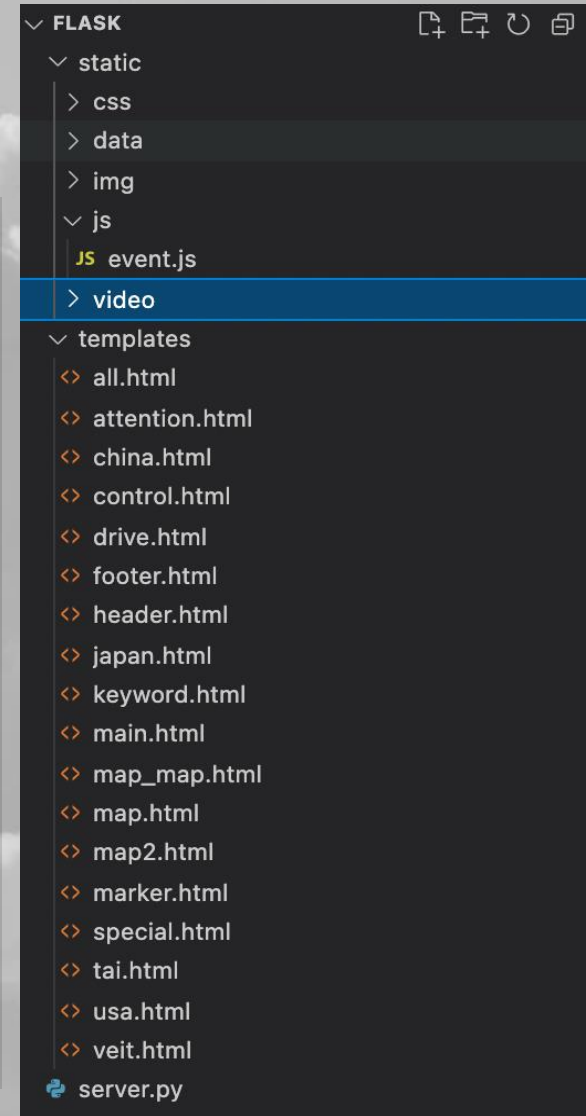 FLASK
static
css
data
img
js
JS event.js
video
templates
<> all.html
<> attention.html
<> china.html
<> control.html
<> drive.html
<> footer.html
<> header.html
<> japan.html
<> keyword.html
<> main.html
<> map_map.html
<> map.html
<> map2.html
<> marker.html
<> special.html
<> tai.html
<> usa.html
<> veit.html
server.py